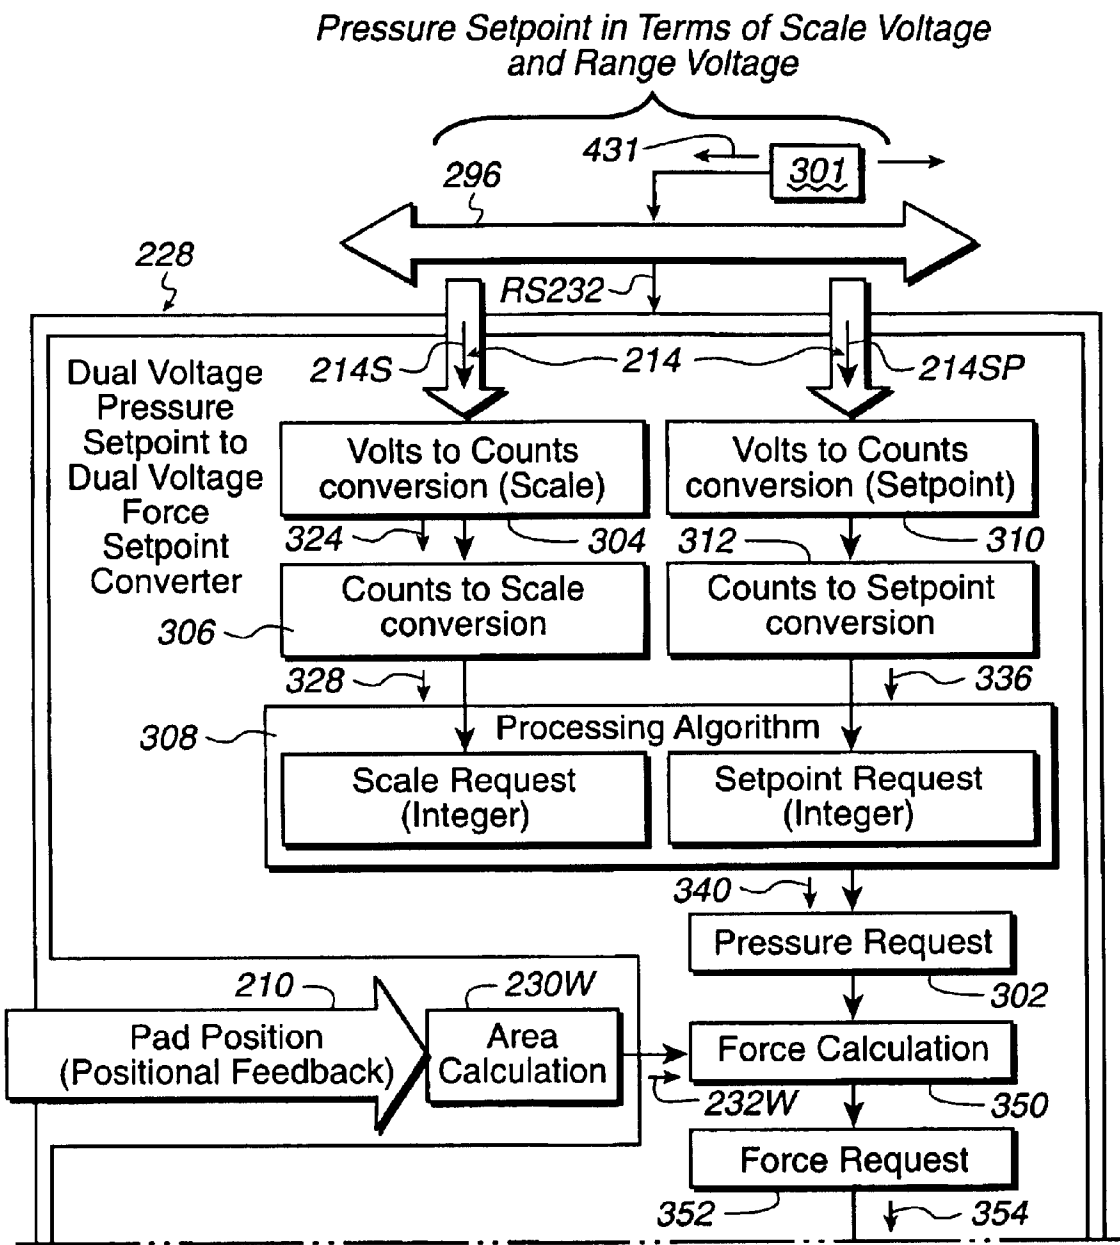 Pressure Setpoint in Terms of Scale Voltage
and Range Voltage
431
301
296
228
RS232
214S
214
214SP
Dual Voltage
Pressure
Setpoint to
Dual Voltage
Force
Setpoint
Converter
Volts to Counts
conversion (Scale)
Volts to Counts
conversion (Setpoint)
324
304
312
310
Counts to Scale
conversion
Counts to Setpoint
conversion
306
328
336
308
Processing Algorithm
Scale Request
(Integer)
Setpoint Request
(Integer)
340
Pressure Request
302
210
230W
Pad Position
(Positional Feedback)
Area
Calculation
Force Calculation
232W
350
Force Request
352
354